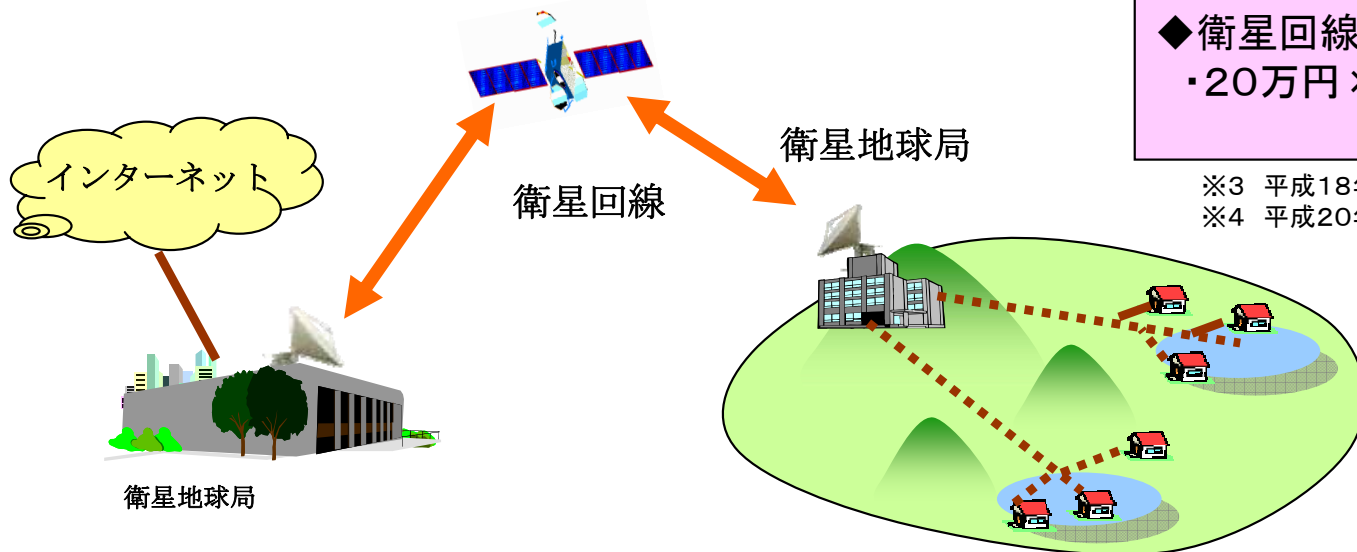 ◆衛星回線
・20万円×
衛星地球局
インターネット
衛星回線
※3 平成18年
※4 平成20年
衛星地球局